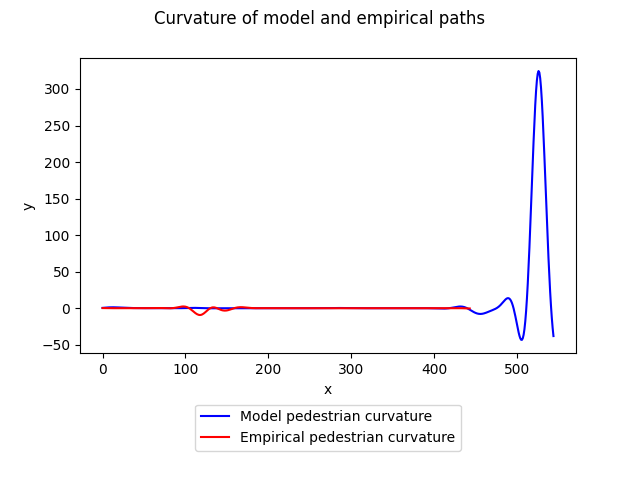 Curvature of model and empirical paths
300
250
200
150
100
50
0
−50
y
0 100 200 300 400 500
x
Model pedestrian curvature
Empirical pedestrian curvature